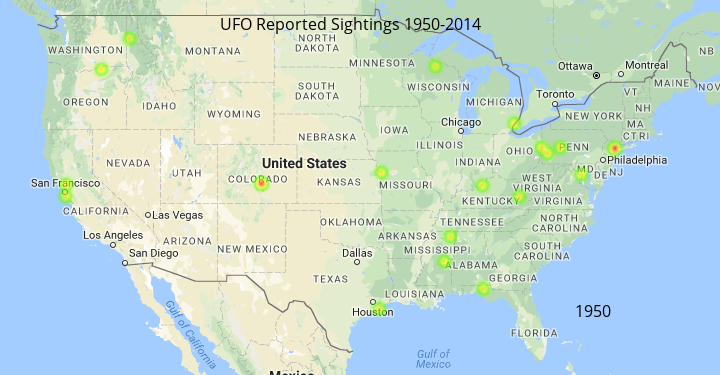 UFO Reported Sightings 1950-2014
WASHINGTON
MONTANA
NORTH
DAKOTA
MINNESOTA
Ottawa
Montreal
NB
MAINE
NOV
OREGON
IDAHO
SOUTH
DAKOTA
WISCONSIN
MICHIGAN
Toronto
VT
NH
WYOMING
NEW YORK
MA
CT RI
Chicago
IOWA
NEBRASKA
ILLINOIS
INDIANA
OHIO
PENN
Philadelphia
NEVADA
UTAH
United States
COLORADO
KANSAS
MISSOURI
WEST
VIRGINIA
MD
DE
NJ
San Francisco
CALIFORNIA
Las Vegas
KENTUCKY
VIRGINIA
Los Angeles
ARIZONA
NEW MEXICO
OKLAHOMA
ARKANSAS
TENNESSEE
NORTH
CAROLINA
San Diego
Dallas
MISSISSIPPI
ALABAMA
SOUTH
CAROLINA
TEXAS
LOUISIANA
GEORGIA
Gulf of
California
Houston
1950
FLORIDA
Gulf of
Mexico
Mexico